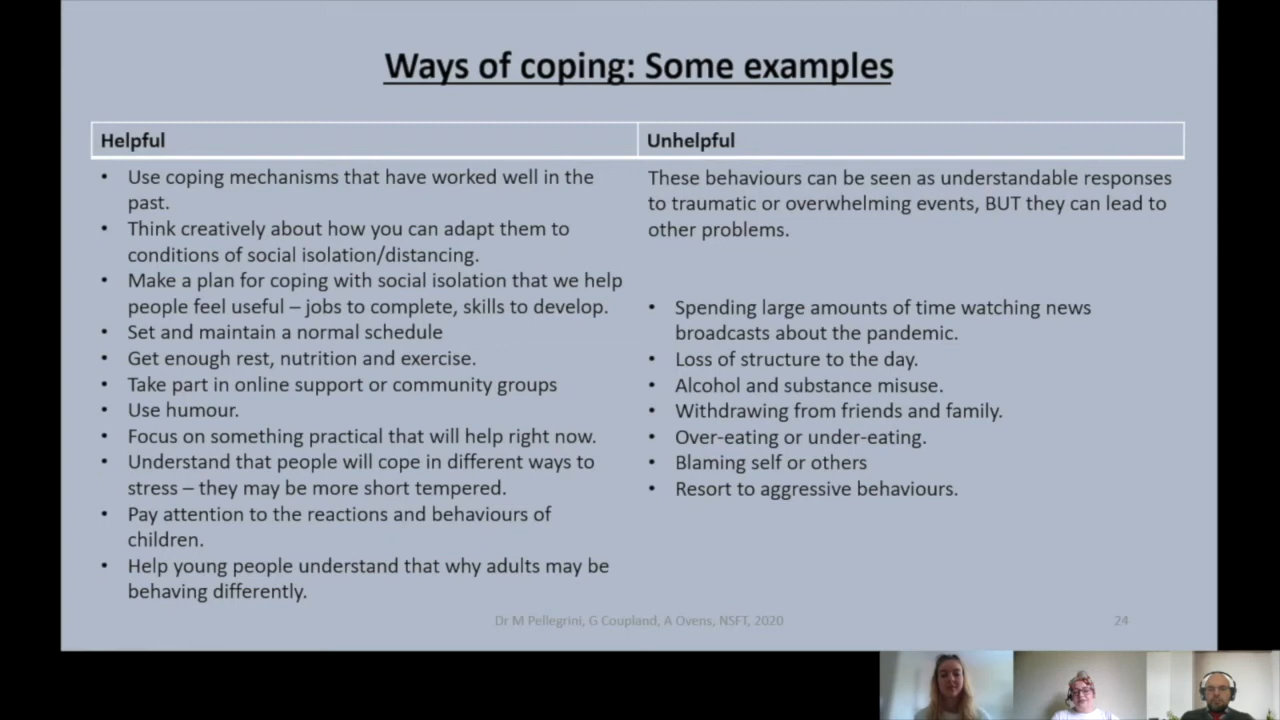 Ways of coping: Some examples
Helpful
Unhelpful
• Use coping mechanisms that have worked well in the
past.
• Think creatively about how you can adapt them to
conditions of social isolation/distancing.
• Make a plan for coping with social isolation that we help
people feel useful – jobs to complete, skills to develop.
• Set and maintain a normal schedule
• Get enough rest, nutrition and exercise.
• Take part in online support or community groups
• Use humour.
• Focus on something practical that will help right now.
• Understand that people will cope in different ways to
stress – they may be more short tempered.
• Pay attention to the reactions and behaviours of
children.
• Help young people understand that why adults may be
behaving differently.
These behaviours can be seen as understandable responses
to traumatic or overwhelming events, BUT they can lead to
other problems.
• Spending large amounts of time watching news
broadcasts about the pandemic.
• Loss of structure to the day.
• Alcohol and substance misuse.
• Withdrawing from friends and family.
• Over-eating or under-eating.
• Blaming self or others
• Resort to aggressive behaviours.
Dr M Pellegrini, G Coupland, A Ovens, NSFT, 2020
24